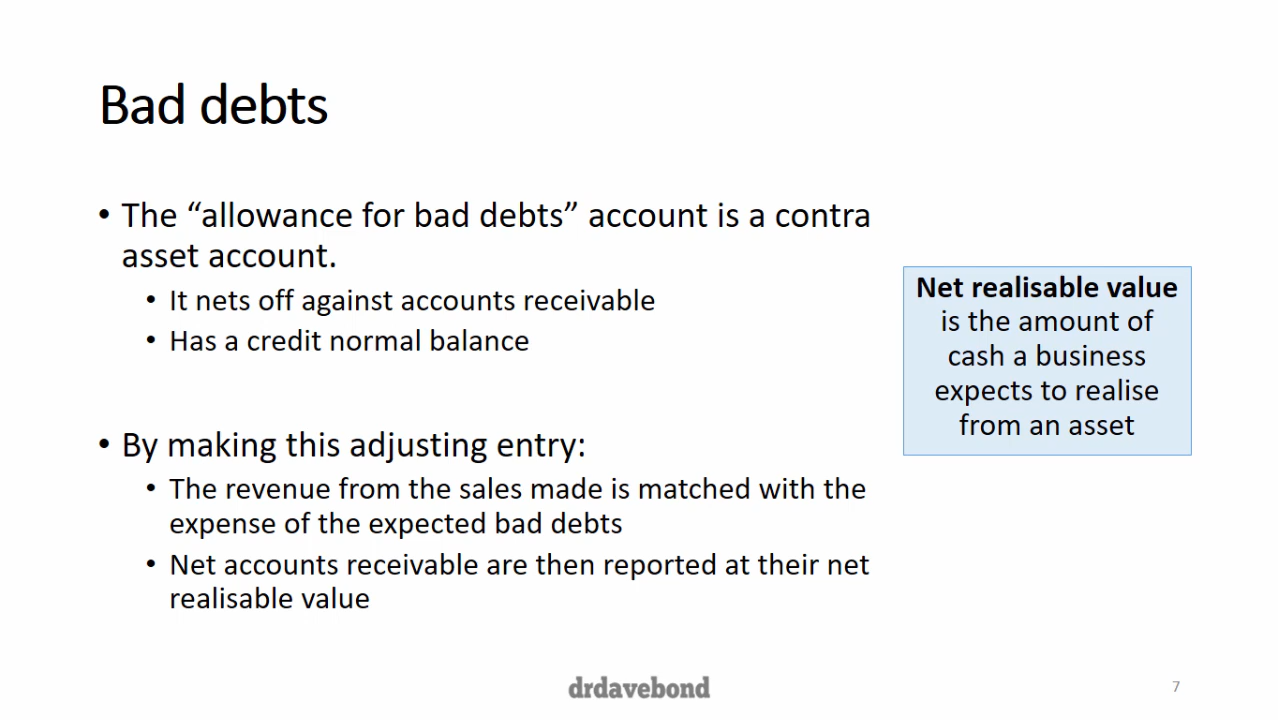 Bad debts
• The “allowance for bad debts” account is a contra
asset account.
• It nets off against accounts receivable
• Has a credit normal balance
Net realisable value
is the amount of
cash a business
expects to realise
from an asset
• By making this adjusting entry:
• The revenue from the sales made is matched with the
expense of the expected bad debts
• Net accounts receivable are then reported at their net
realisable value
drdavebond
7